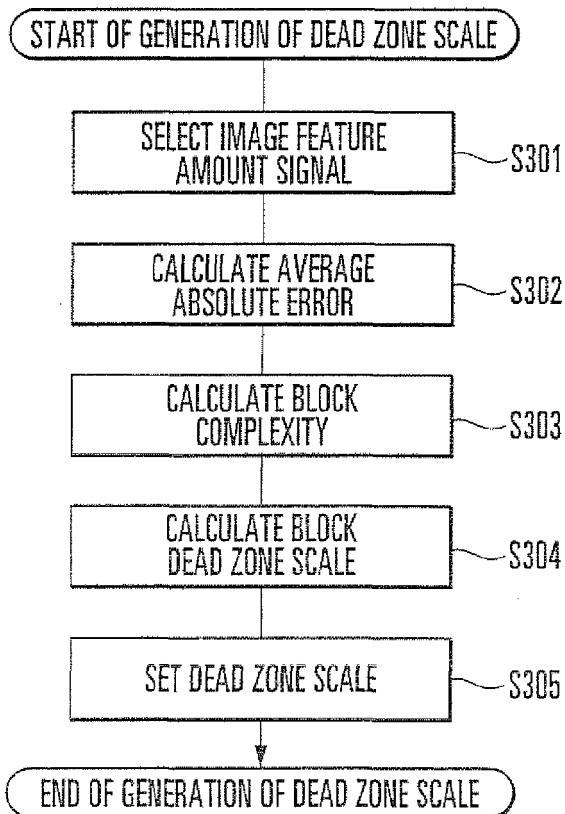 START OF GENERATION OF DEAD ZONE SCALE
SELECT IMAGE FEATURE
AMOUNT SIGNAL
S301
CALCULATE AVERAGE
ABSOLUTE ERROR
S302
CALCULATE BLOCK
COMPLEXITY
S303
CALCULATE BLOCK
DEAD ZONE SCALE
S304
SET DEAD ZONE SCALE
S305
END OF GENERATION OF DEAD ZONE SCALE